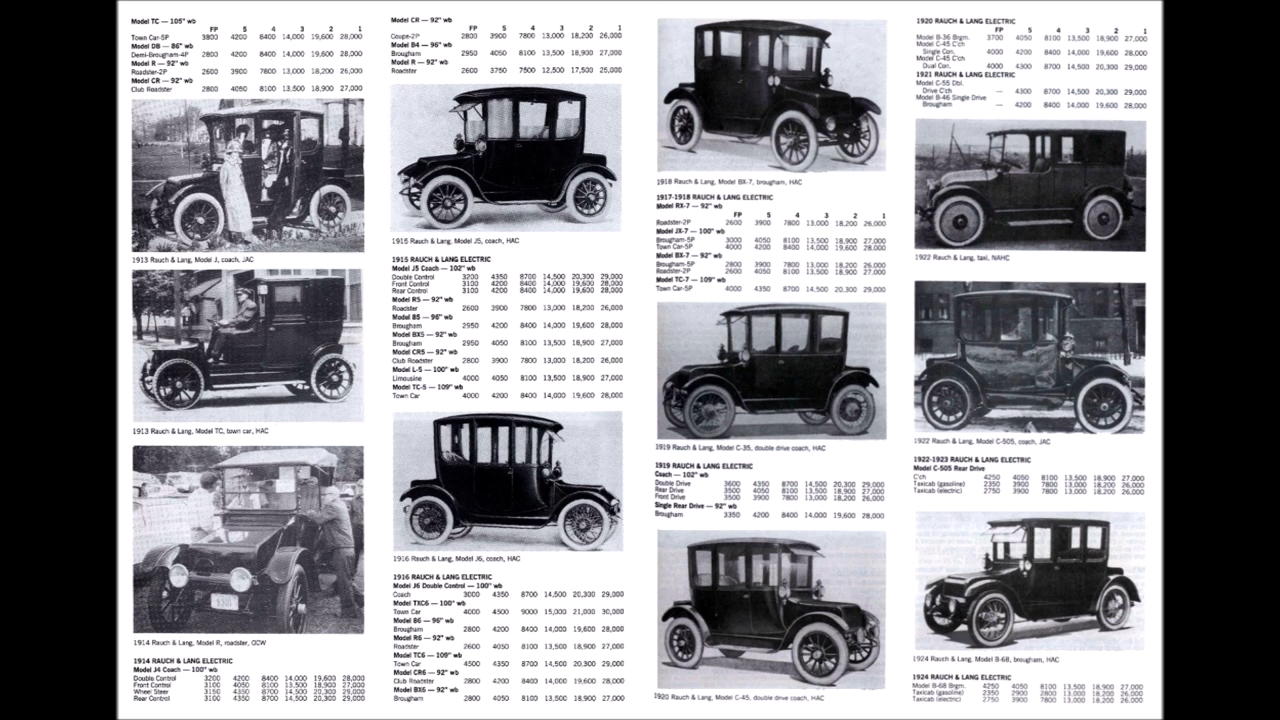 Model TC — 105" wb
FP 5 4 3 2 1
Town Car-5P 3800 4200 8400 14,000 19,600 28,000
Model DB — 86" wb
Demi-Brougham-4P 2800 4200 8400 14,000 19,600 28,000
Model R — 92" wb
Roadster-2P 2600 3900 7800 13,000 18,200 26,000
Model CR — 92" wb
Club Roadster 2800 4050 8100 13,500 18,900 27,000
1913 Rauch & Lang, Model J, coach, JAC
1913 Rauch & Lang, Model TC, town car, HAC
1914 Rauch & Lang, Model R, roadster, OCW
1914 RAUCH & LANG ELECTRIC
Model J4 Coach — 100" wb
Double Control 3200 4200 8400 14,000 19,600 28,000
Front Control 3100 4050 8100 13,500 18,900 27,000
Wheel Steer 3150 4350 8700 14,500 20,300 29,000
Rear Control 3100 4350 8700 14,500 20,300 29,000
Model CR — 92" wb
FP 5 4 3 2 1
Coupe-2P 2800 3900 7800 13,000 18,200 26,000
Model B4 — 96" wb
Brougham 2950 4050 8100 13,500 18,900 27,000
Model R — 92" wb
Roadster 2600 3750 7500 12,500 17,500 25,000
1915 Rauch & Lang, Model J5, coach, HAC
1915 RAUCH & LANG ELECTRIC
Model J5 Coach — 102" wb
Double Control 3200 4350 8700 14,500 20,300 29,000
Front Control 3100 4200 8400 14,000 19,600 28,000
Rear Control 3100 4200 8400 14,000 19,600 28,000
Model R5 — 92" wb
Roadster 2600 3900 7800 13,000 18,200 26,000
Model B5 — 96" wb
Brougham 2950 4200 8400 14,000 19,600 28,000
Model BX5 — 92" wb
Brougham 2950 4050 8100 13,500 18,900 27,000
Model CR5 — 92" wb
Club Roadster 2800 3900 7800 13,000 18,200 26,000
Model L-5 — 100" wb
Limousine 4000 4050 8100 13,500 18,900 27,000
Model TC-5 — 109" wb
Town Car 4000 4200 8400 14,000 19,600 28,000
1916 Rauch & Lang, Model J6, coach, HAC
1916 RAUCH & LANG ELECTRIC
Model J6 Double Control — 100" wb
Coach 3000 4350 8700 14,500 20,300 29,000
Model TXC6 — 100" wb
Town Car 4000 4500 9000 15,000 21,000 30,000
Model B6 — 96" wb
Brougham 2800 4200 8400 14,000 19,600 28,000
Model R6 — 92" wb
Roadster 2600 4050 8100 13,500 18,900 27,000
Model TC6 — 109" wb
Town Car 4500 4350 8700 14,500 20,300 29,000
Model CR6 — 92" wb
Club Roadster 2800 4200 8400 14,000 19,600 28,000
Model BX6 — 92" wb
Brougham 2800 4050 8100 13,500 18,900 27,000
1918 Rauch & Lang, Model BX-7, brougham, HAC
1917-1918 RAUCH & LANG ELECTRIC
Model RX-7 — 92" wb
FP 5 4 3 2 1
Roadster-2P 2600 3900 7800 13,000 18,200 26,000
Model JX-7 — 100" wb
Brougham-5P 3000 4050 8100 13,500 18,900 27,000
Town Car-5P 4000 4200 8400 14,000 19,600 28,000
Model BX-7 — 92" wb
Brougham-5P 2800 4050 8100 13,500 18,900 27,000
Roadster-2P 2600 3900 7800 13,000 18,200 26,000
Model TC-7 — 109" wb
Town Car-5P 4000 4350 8700 14,500 20,300 29,000
1919 Rauch & Lang, Model C-35, double drive coach, HAC
1919 RAUCH & LANG ELECTRIC
Coach — 102" wb
Double Drive 3600 4350 8700 14,500 20,300 29,000
Rear Drive 3500 4050 8100 13,500 18,900 27,000
Front Drive 3500 3900 7800 13,000 18,200 26,000
Single Rear Drive — 92" wb
Brougham 3350 4200 8400 14,000 19,600 28,000
1920 Rauch & Lang, Model C-45, double drive coach, HAC
1920 RAUCH & LANG ELECTRIC
FP 5 4 3 2 1
Model B-36 Brgm. 3700 4050 8100 13,500 18,900 27,000
Model C-45 C'ch
Single Con. 4000 4200 8400 14,000 19,600 28,000
Model C-45 C'ch
Dual Con. 4000 4300 8700 14,500 20,300 29,000
1921 RAUCH & LANG ELECTRIC
Model C-55 Dbl.
Drive C'ch — 4300 8700 14,500 20,300 29,000
Model B-46 Single Drive
Brougham — 4200 8400 14,000 19,600 28,000
1922 Rauch & Lang, taxi, NAHC
1922 Rauch & Lang, Model C-505, coach, JAC
1922-1923 RAUCH & LANG ELECTRIC
Model C-505 Rear Drive
C'ch 4250 4050 8100 13,500 18,900 27,000
Taxicab (gasoline) 2350 3900 7800 13,000 18,200 26,000
Taxicab (electric) 2750 3900 7800 13,000 18,200 26,000
1924 Rauch & Lang, Model B-68, brougham, HAC
1924 RAUCH & LANG ELECTRIC
Model B-68 Brgm. 4250 4050 8100 13,500 18,900 27,000
Taxicab (gasoline) 2350 2900 2800 13,000 18,200 26,000
Taxicab (electric) 2750 3900 7800 13,000 18,200 26,000